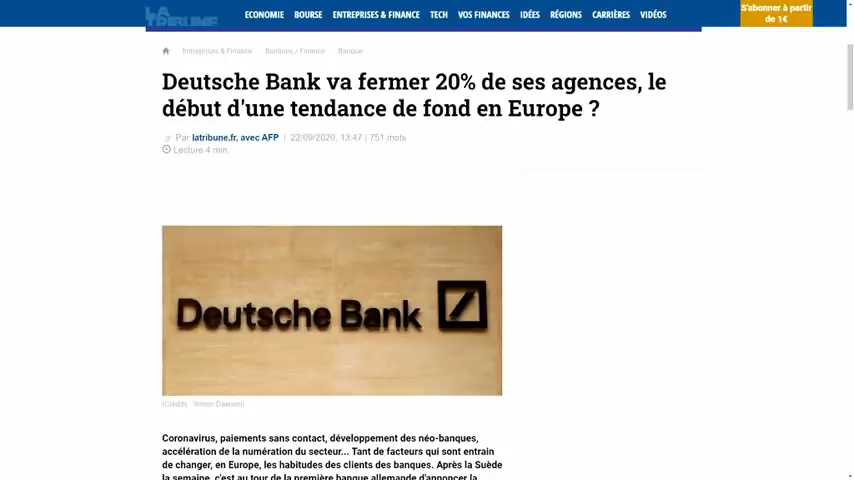 LA TRIBUNE
ECONOMIE BOURSE ENTREPRISES & FINANCE TECH VOS FINANCES IDÉES RÉGIONS CARRIÈRES VIDÉOS
S'abonner à partir
de 1€
Entreprises & Finance Banques / Finance Banque
Deutsche Bank va fermer 20% de ses agences, le
début d'une tendance de fond en Europe ?
Par latribune.fr, avec AFP | 22/09/2020, 13:47 | 751 mots
Lecture 4 min.
Deutsche Bank
(Crédits : Simon Dawson)
Coronavirus, paiements sans contact, développement des néo-banques,
accélération de la numération du secteur... Tant de facteurs qui sont entrain
de changer, en Europe, les habitudes des clients des banques. Après la Suède
la semaine, c'est au tour de la première banque allemande d'annoncer la